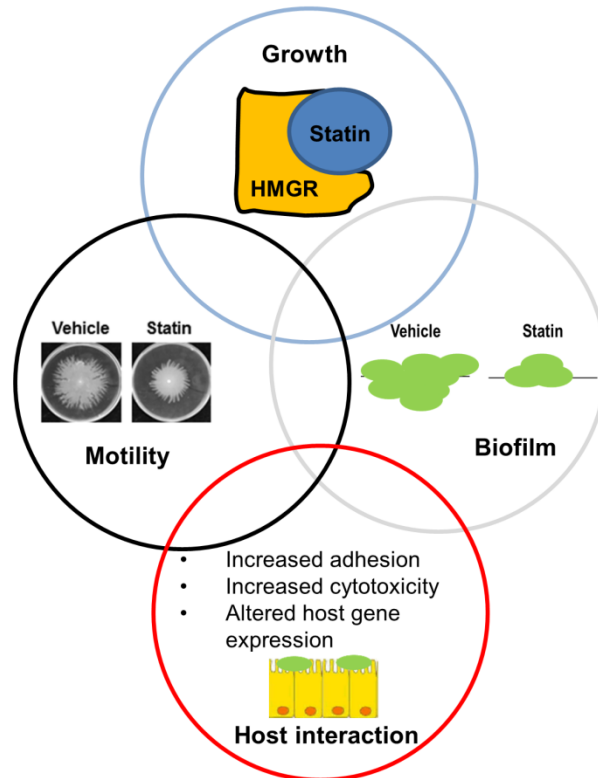 Growth
Statin
HMGR
Vehicle Statin
Motility
Vehicle Statin
Biofilm
• Increased adhesion
• Increased cytotoxicity
• Altered host gene
expression
Host interaction